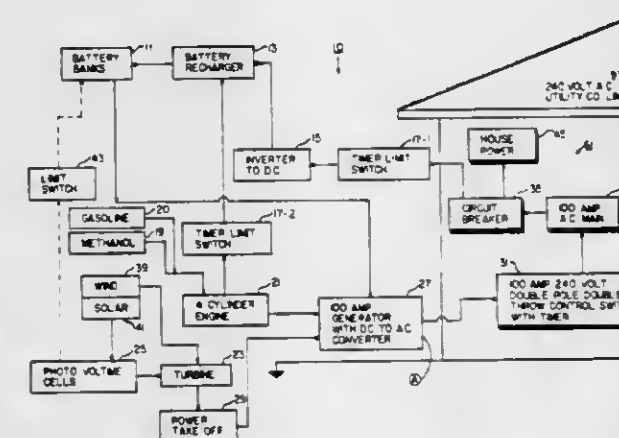 11
BATTERY
BANKS
13
BATTERY
RECHARGER
10
240 VOLT A C
UTILITY CO.
HOUSE
POWER
45
61
15
INVERTER
TO DC
17-1
TIMER LIMIT
SWITCH
43
LIMIT
SWITCH
20
GASOLINE
19
METHANOL
17-2
TIMER LIMIT
SWITCH
35
CIRCUIT
BREAKER
100 AMP
A.C MAIN
39
WIND
SOLAR
41
21
4 CYLINDER
ENGINE
27
100 AMP
GENERATOR
WITH DC TO AC
CONVERTER
31
100 AMP 240 VOLT
DOUBLE POLE DOUBLE
THROW CONTROL
WITH TIMER
25
PHOTO VOLTIME
CELLS
23
TURBINE
29
POWER
TAKE OFF
A